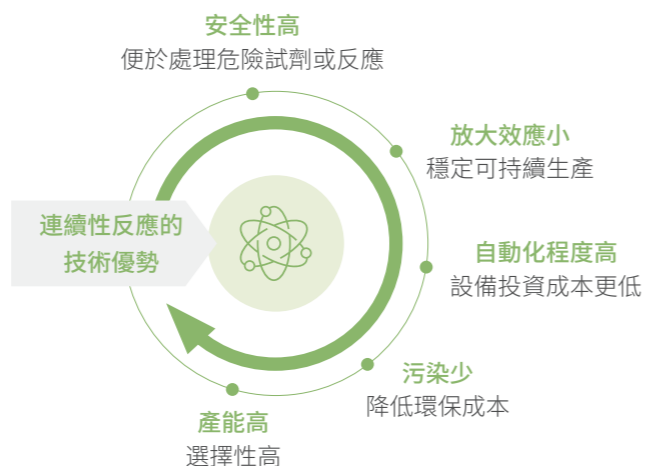 安全性高
便於處理危險試劑或反應
放大效應小
穩定可持續生產
連續性反應的
技術優勢
自動化程度高
設備投資成本更低
污染少
降低環保成本
產能高
選擇性高